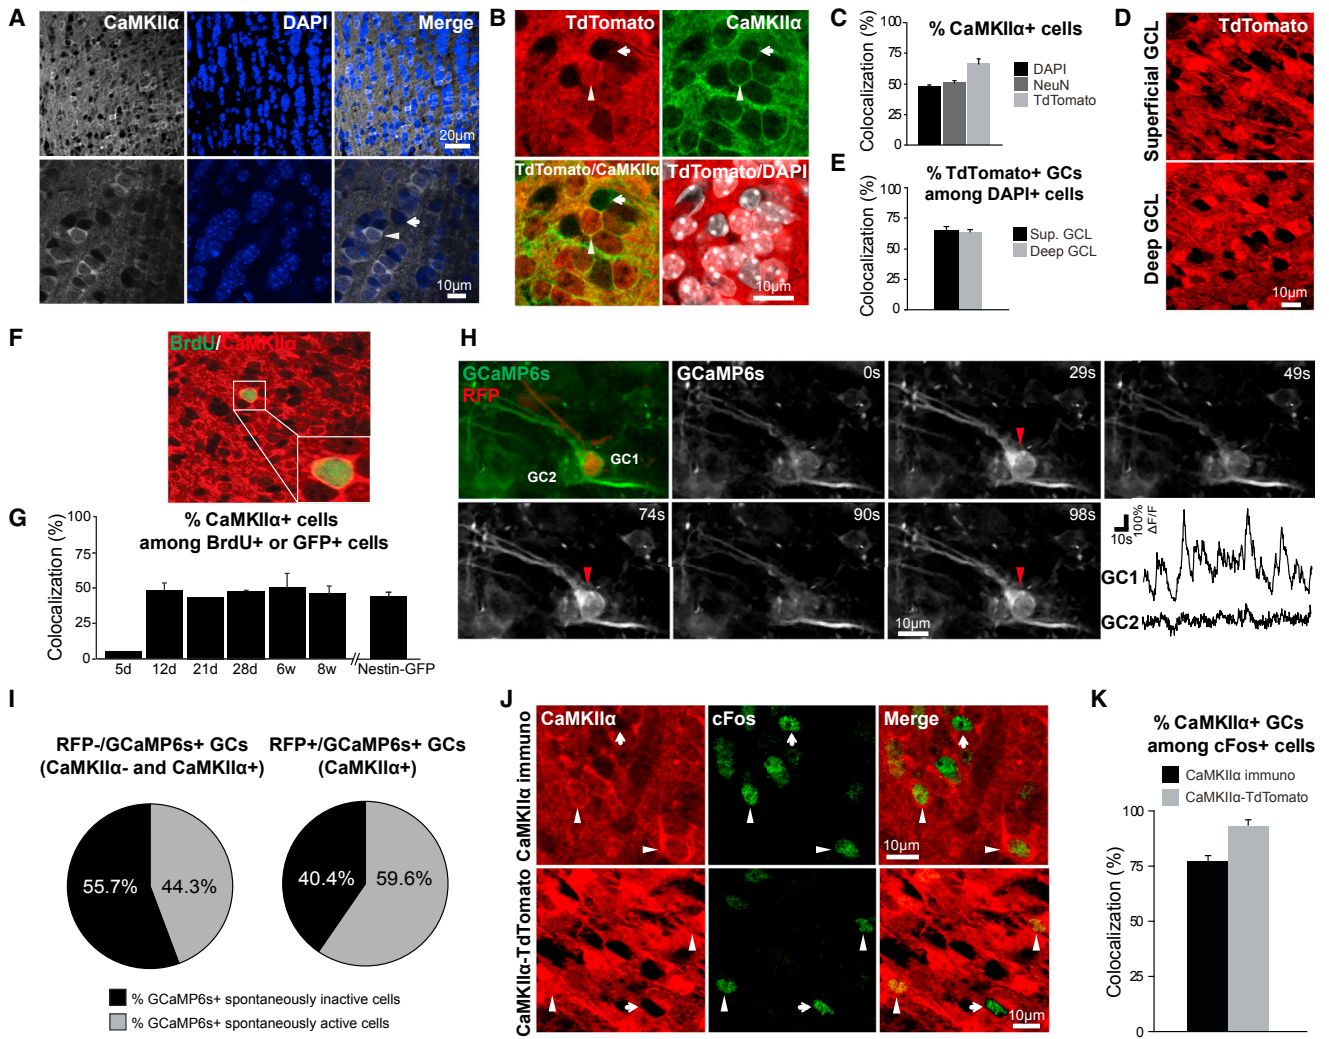 A
CaMKIIα
DAPI
Merge
20µm
10µm
B
TdTomato
CaMKIIα
TdTomato/CaMKIIα
TdTomato/DAPI
10µm
C
% CaMKIIα+ cells
Colocalization (%)
100
75
50
25
0
DAPI
NeuN
TdTomato
D
TdTomato
Superficial GCL
Deep GCL
10µm
E
% TdTomato+ GCs
among DAPI+ cells
Colocalization (%)
100
75
50
25
0
Sup. GCL
Deep GCL
F
BrdU/CaMKIIα
G
% CaMKIIα+ cells
among BrdU+ or GFP+ cells
Colocalization (%)
100
75
50
25
0
5d
12d
21d
28d
6w
8w
Nestin-GFP
H
GCaMP6s
RFP
GC1
GC2
GCaMP6s
0s
29s
49s
74s
90s
98s
10µm
100%
ΔF/F
10s
GC1
GC2
I
RFP-/GCaMP6s+ GCs
(CaMKIIα- and CaMKIIα+)
RFP+/GCaMP6s+ GCs
(CaMKIIα+)
55.7%
44.3%
40.4%
59.6%
% GCaMP6s+ spontaneously inactive cells
% GCaMP6s+ spontaneously active cells
J
CaMKIIα
cFos
Merge
CaMKIIα immuno
10µm
CaMKIIα-TdTomato
10µm
K
% CaMKIIα+ GCs
among cFos+ cells
CaMKIIα immuno
CaMKIIα-TdTomato
Colocalization (%)
100
75
50
25
0